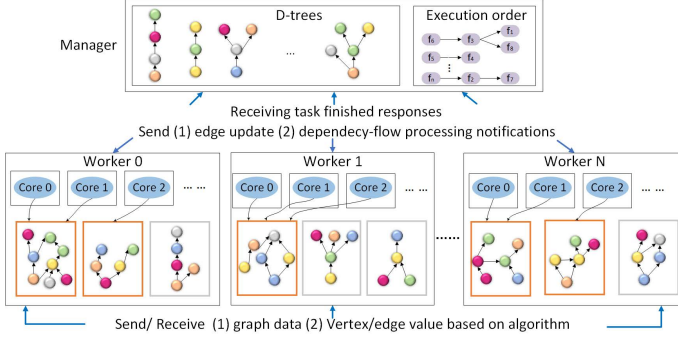 D-trees
Execution order
Manager
...
f6 f3 f1
f8
f5 f4
fn f2 f7
Receiving task finished responses
Send (1) edge update (2) dependecy-flow processing notifications
Worker 0
Worker 1
Worker N
Core 0 Core 1 Core 2 ... ...
Core 0 Core 1 Core 2 ... ...
Core 0 Core 1 Core 2 ... ...
......
Send/ Receive (1) graph data (2) Vertex/edge value based on algorithm